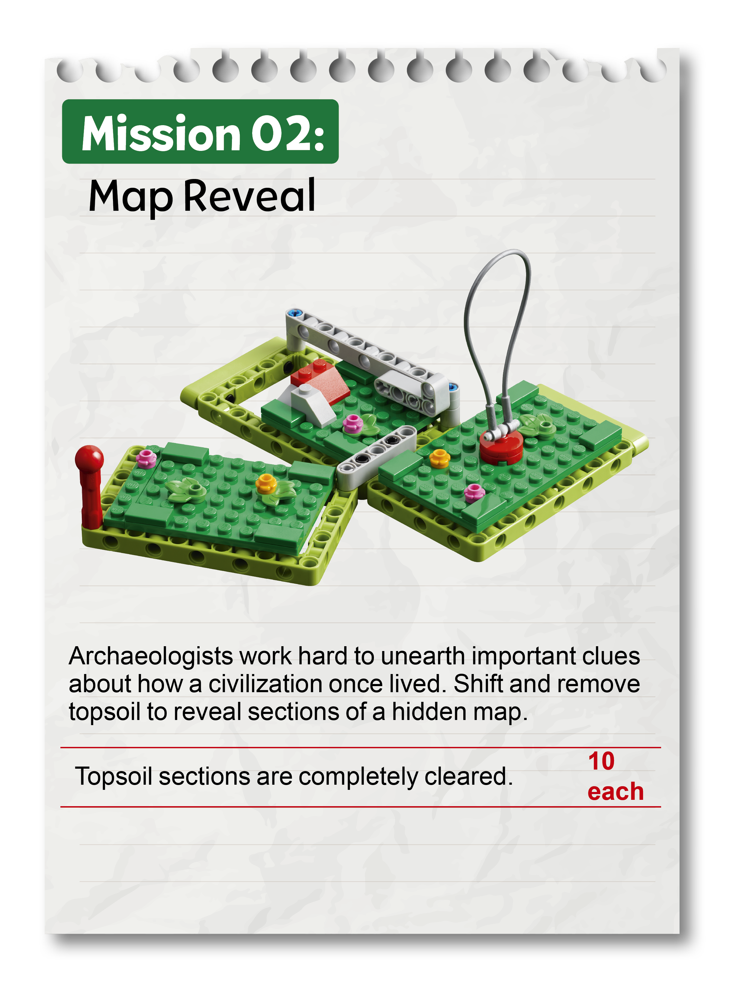 Mission 02:
Map Reveal
Archaeologists work hard to unearth important clues
about how a civilization once lived. Shift and remove
topsoil to reveal sections of a hidden map.
Topsoil sections are completely cleared.
10
each